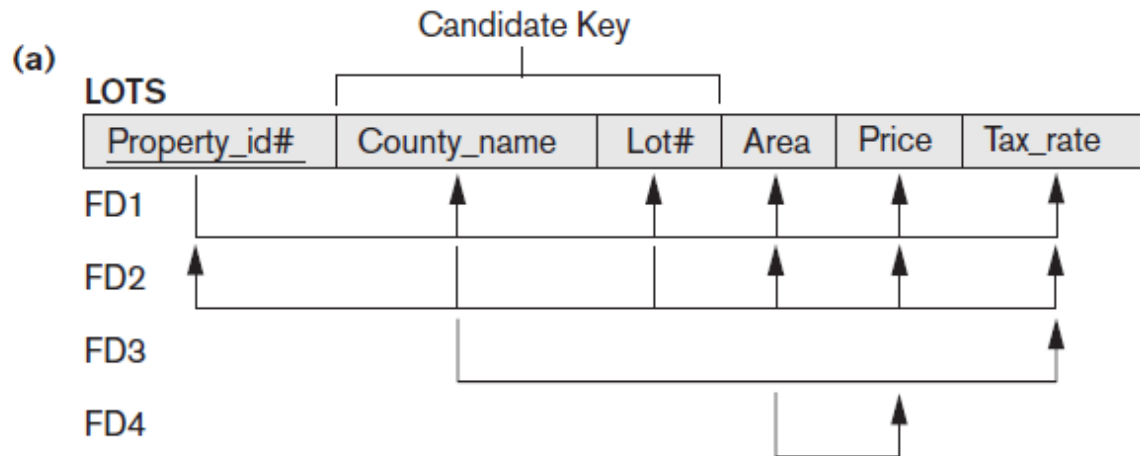 Candidate Key
(a)
LOTS
Property_id# County_name Lot# Area Price Tax_rate
FD1
FD2
FD3
FD4